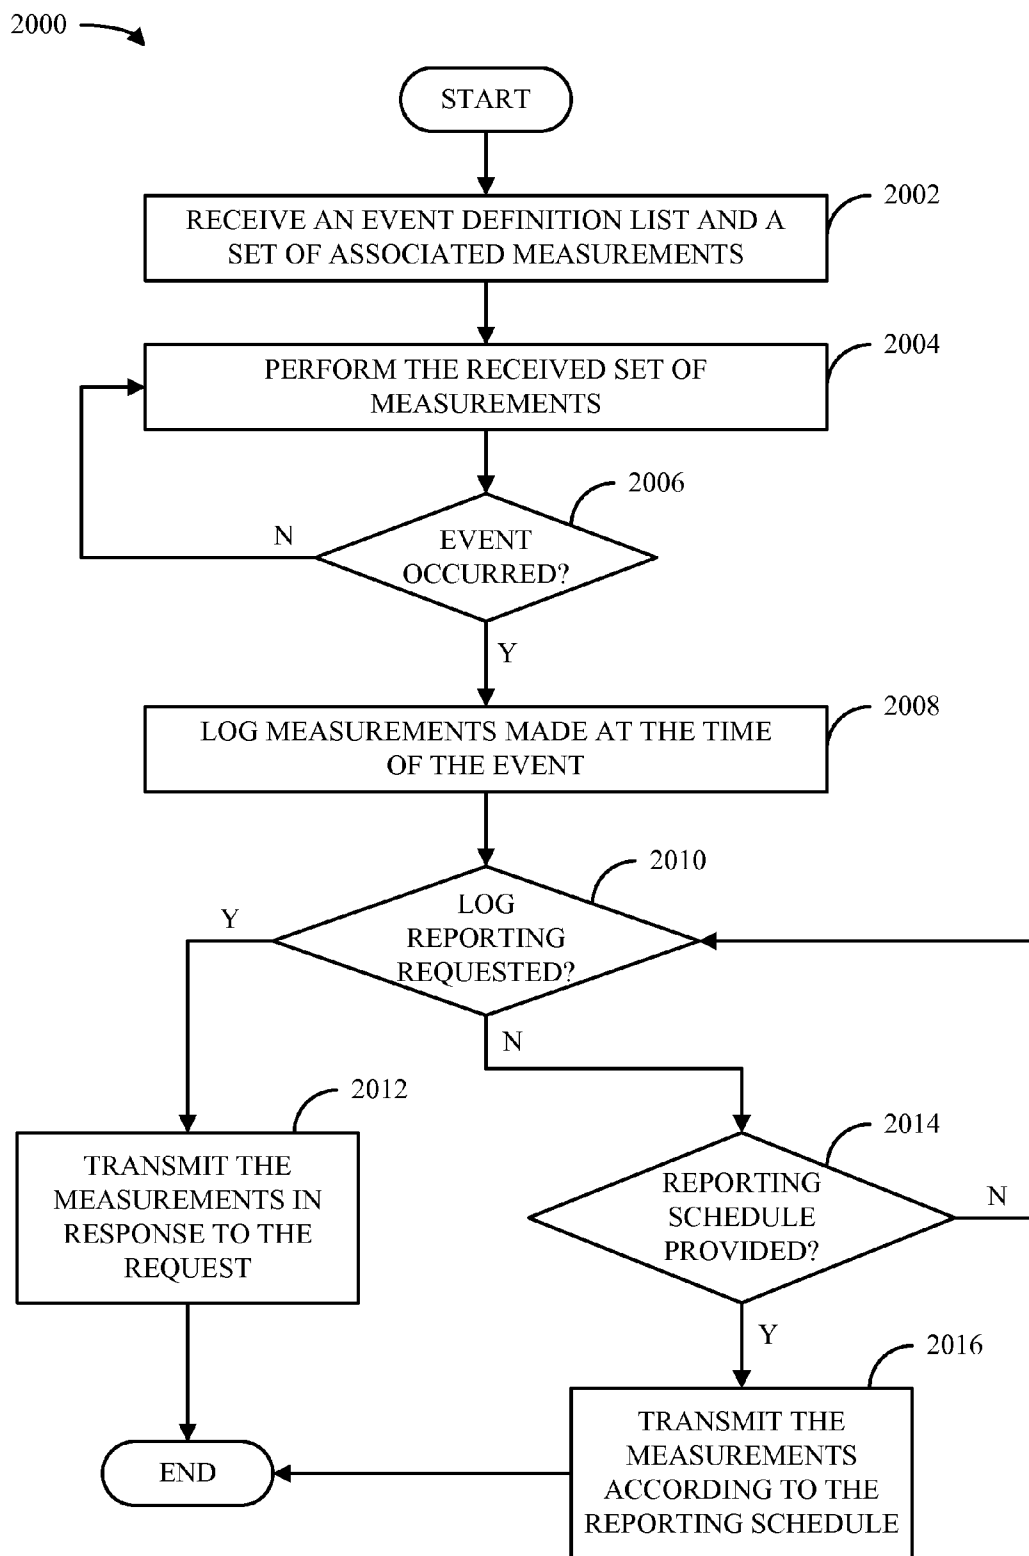 2000
START
2002
RECEIVE AN EVENT DEFINITION LIST AND A
SET OF ASSOCIATED MEASUREMENTS
2004
PERFORM THE RECEIVED SET OF
MEASUREMENTS
2006
N
EVENT
OCCURRED?
Y
2008
LOG MEASUREMENTS MADE AT THE TIME
OF THE EVENT
2010
Y
LOG
REPORTING
REQUESTED?
N
2012
TRANSMIT THE
MEASUREMENTS IN
RESPONSE TO THE
REQUEST
2014
REPORTING
SCHEDULE
PROVIDED?
N
Y
2016
TRANSMIT THE
MEASUREMENTS
ACCORDING TO THE
REPORTING SCHEDULE
END